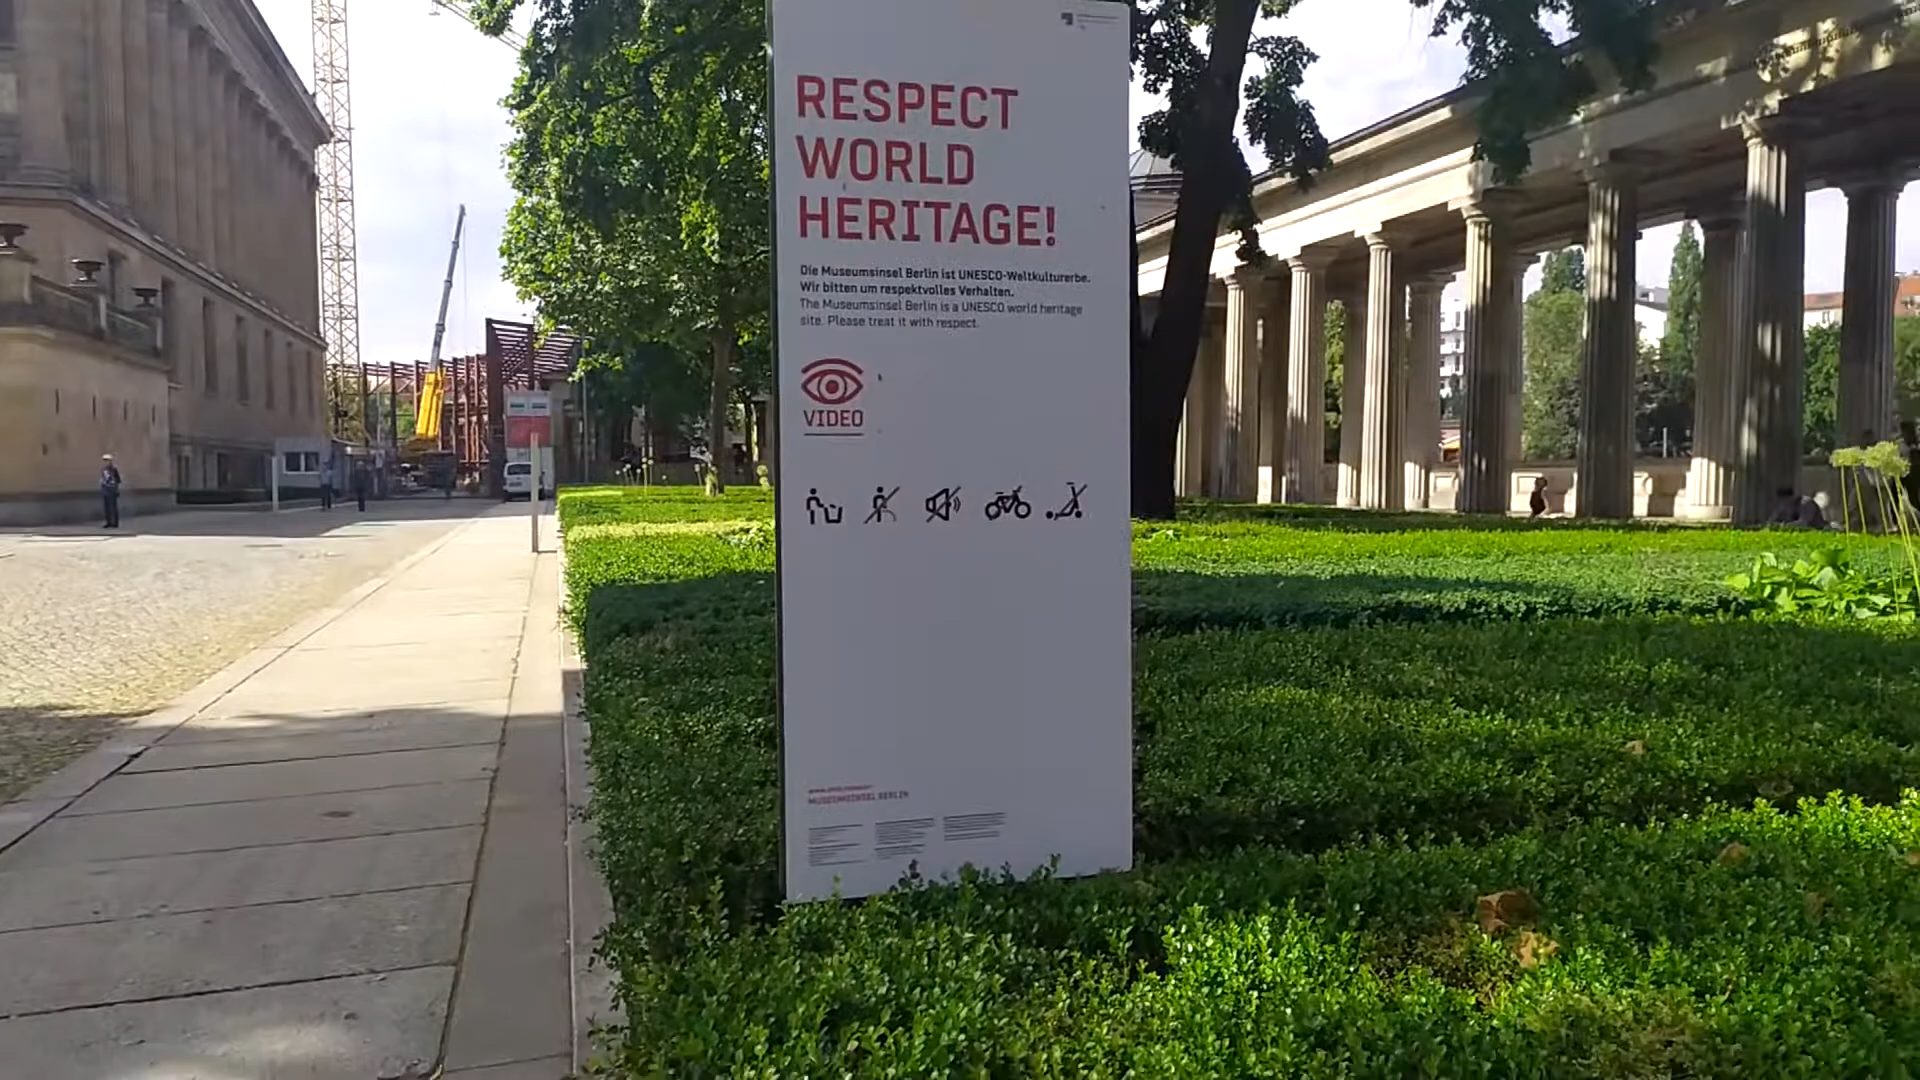 RESPECT
WORLD
HERITAGE!
Die Museumsinsel Berlin ist UNESCO-Weltkulturerbe.
Wir bitten um respektvolles Verhalten.
The Museumsinsel Berlin is a UNESCO world heritage
site. Please treat it with respect.
VIDEO
MUSEUMSINSEL BERLIN